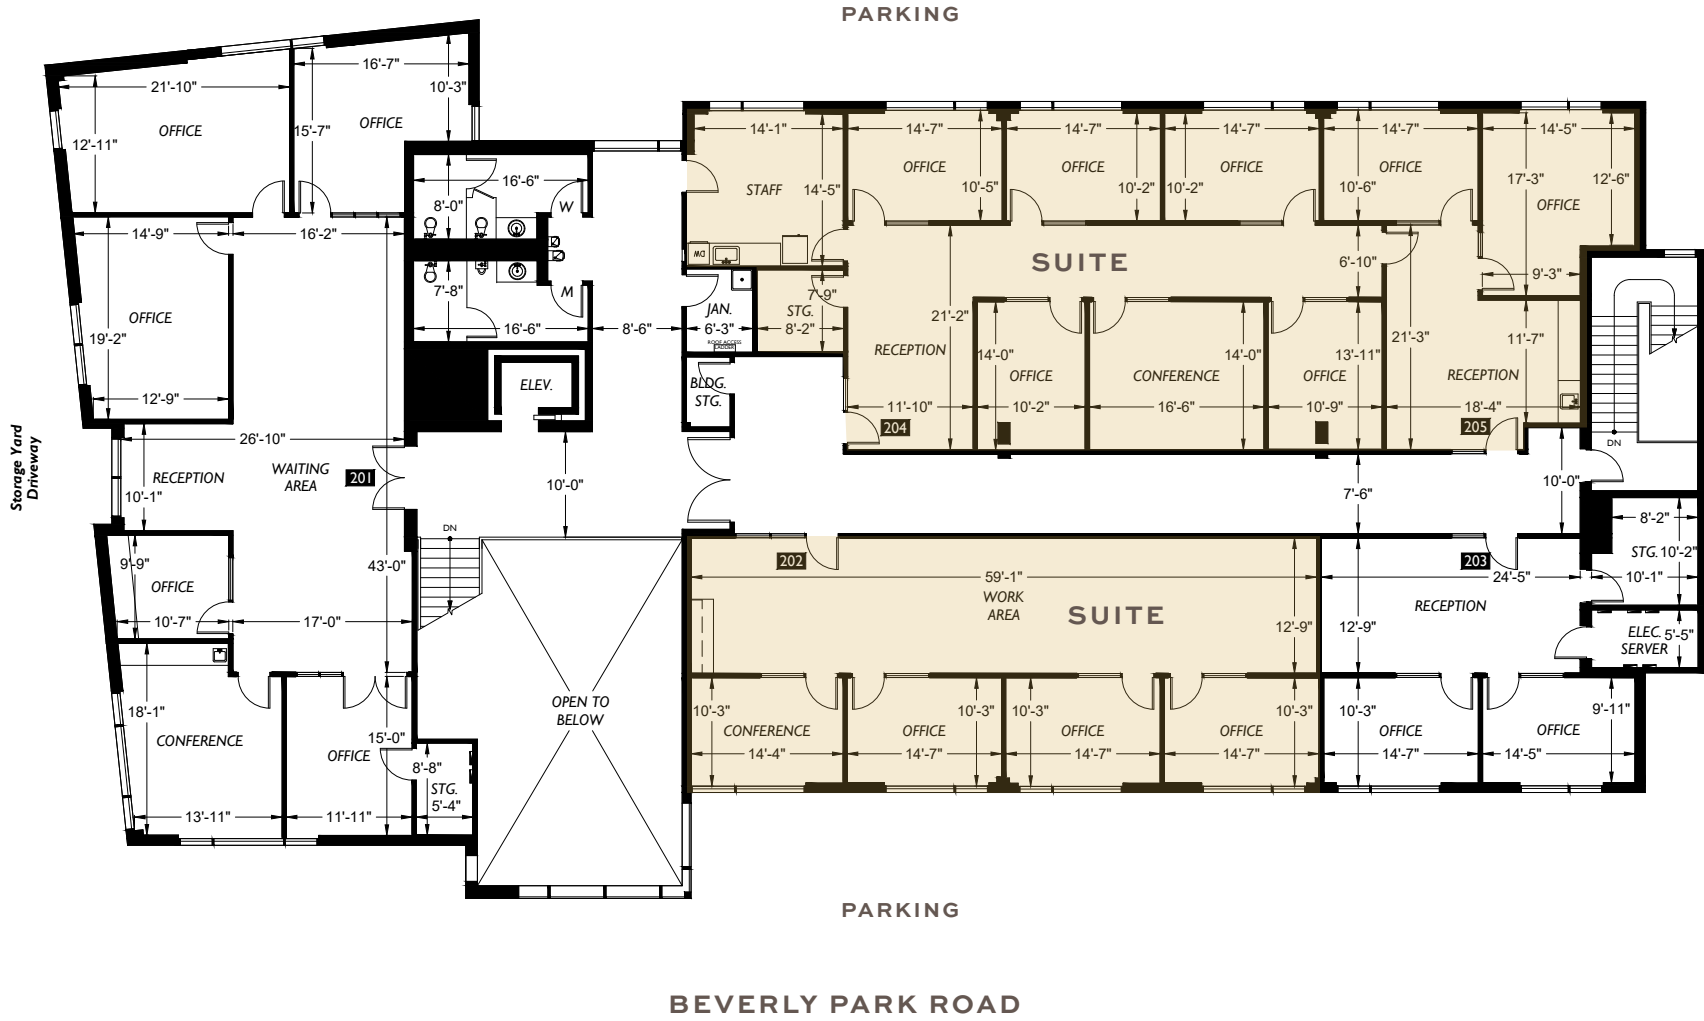 PARKING
16'-7"
21'-10"
10'-3"
OFFICE
OFFICE
15'-7"
12'-11"
14'-1"
14'-7"
14'-7"
14'-7"
14'-7"
14'-5"
OFFICE
OFFICE
OFFICE
OFFICE
17'-3"
12'-6"
16'-6"
STAFF
14'-5"
10'-5"
10'-2"
10'-2"
10'-6"
OFFICE
8'-0"
W
14'-9"
16'-2"
DW
SUITE
6'-10"
9'-3"
7'-8"
M
7'-9"
OFFICE
JAN.
STG.
21'-2"
19'-2"
16'-6"
8'-6"
6'-3"
8'-2"
21'-3"
11'-7"
ROOF ACCESS
LADDER
RECEPTION
14'-0"
14'-0"
13'-11"
ELEV.
BLDG.
STG.
OFFICE
CONFERENCE
OFFICE
RECEPTION
12'-9"
11'-10"
10'-2"
16'-6"
10'-9"
18'-4"
204
205
DN
26'-10"
Storage Yard
Driveway
RECEPTION
WAITING
AREA
201
10'-1"
10'-0"
7'-6"
10'-0"
8'-2"
DN
9'-9"
43'-0"
202
203
STG.
10'-2"
OFFICE
59'-1"
24'-5"
10'-1"
WORK
AREA
SUITE
RECEPTION
10'-7"
17'-0"
12'-9"
12'-9"
ELEC.
SERVER
5'-5"
OPEN TO
BELOW
18'-1"
10'-3"
10'-3"
10'-3"
10'-3"
10'-3"
9'-11"
CONFERENCE
15'-0"
OFFICE
CONFERENCE
OFFICE
OFFICE
OFFICE
OFFICE
OFFICE
14'-4"
14'-7"
14'-7"
14'-7"
14'-7"
14'-5"
8'-8"
STG.
5'-4"
13'-11"
11'-11"
PARKING
BEVERLY PARK ROAD